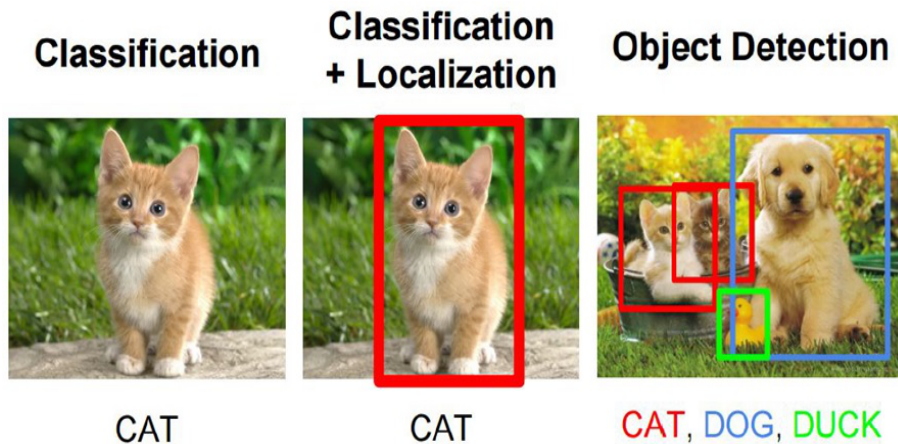 Classification
Classification
+ Localization
Object Detection
CAT
CAT
CAT, DOG, DUCK